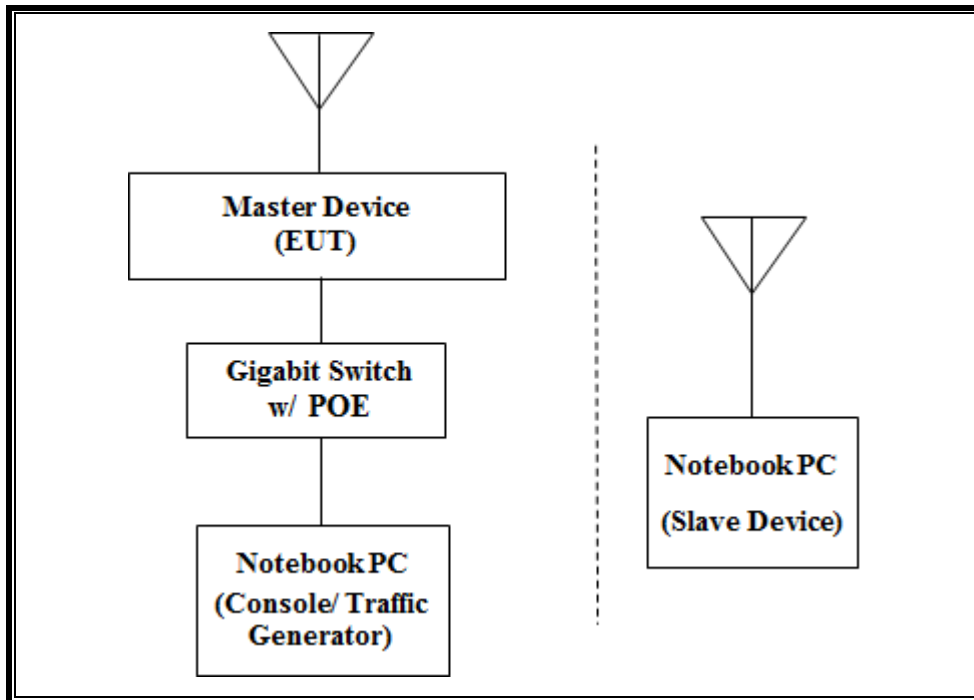 Master Device
(EUT)
Gigabit Switch
w/ POE
Notebook PC
(Console/ Traffic
Generator)
Notebook PC
(Slave Device)